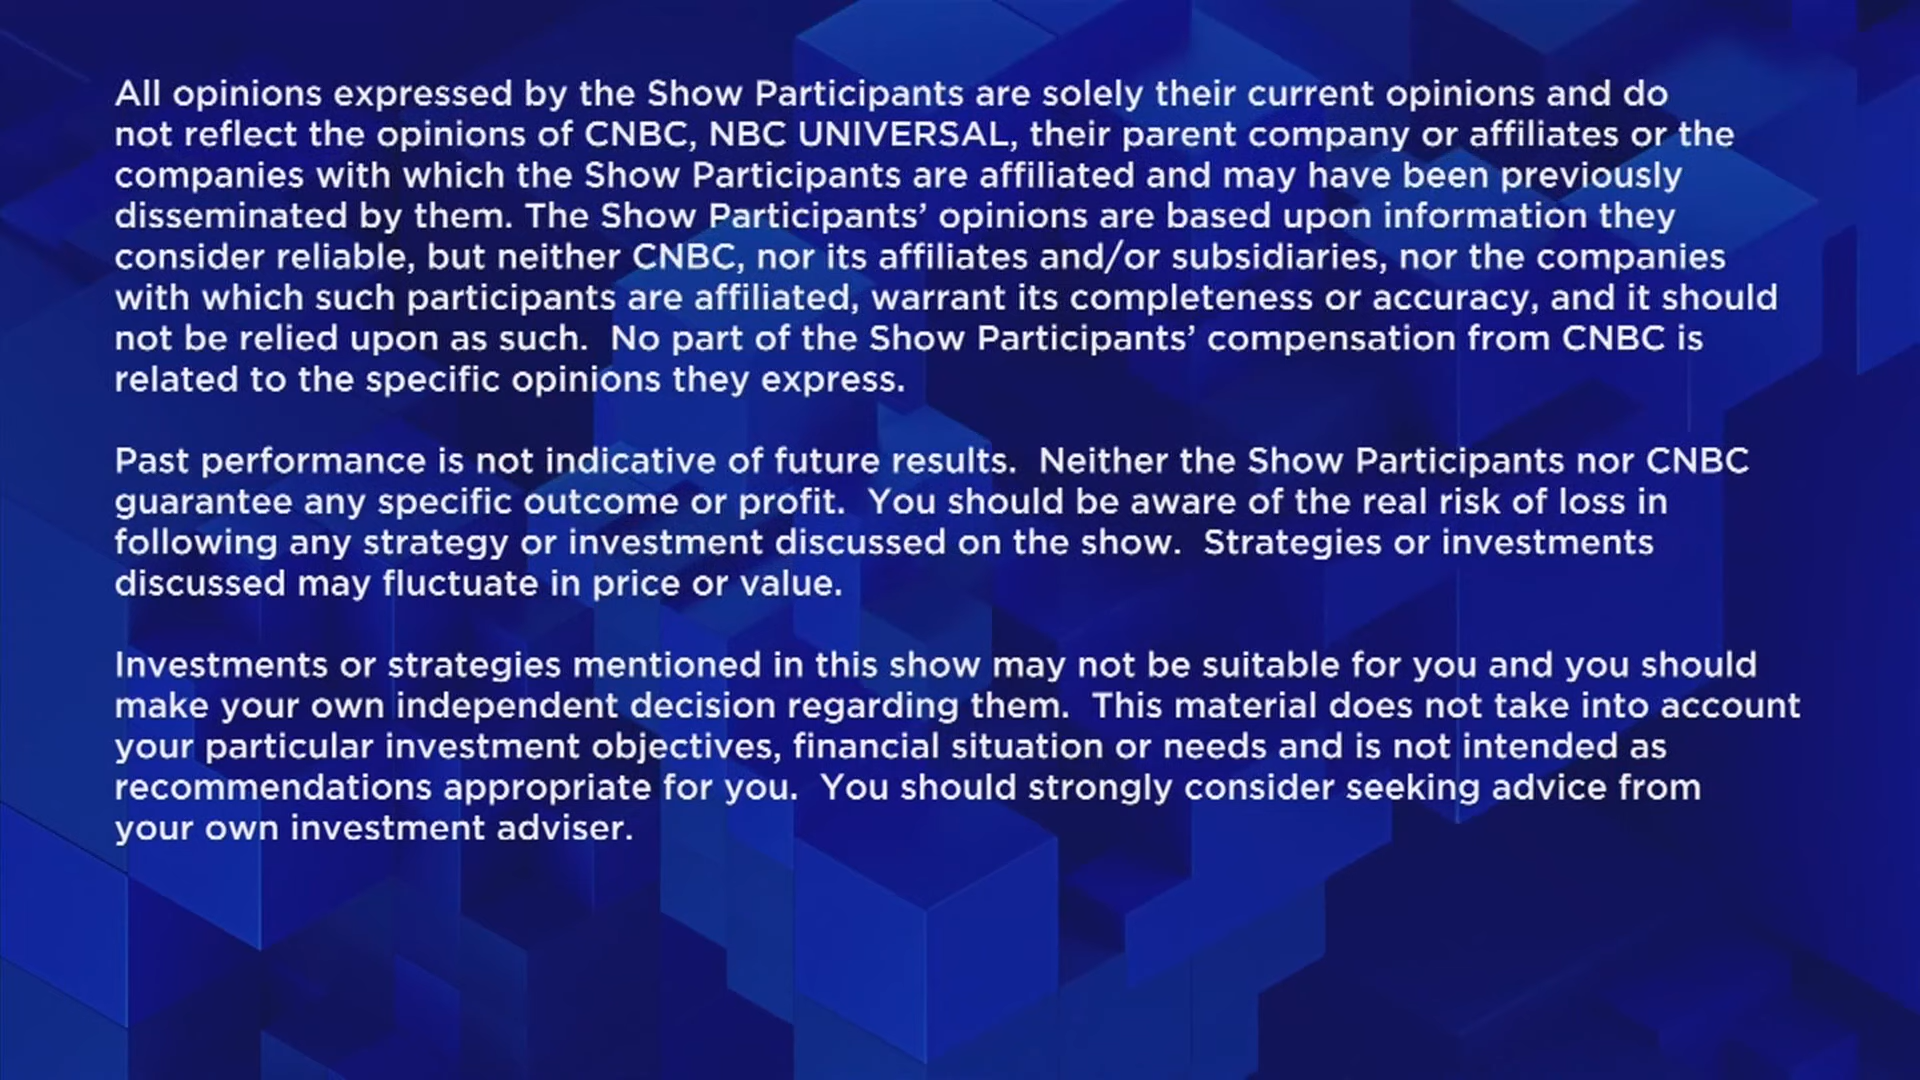 All opinions expressed by the Show Participants are solely their current opinions and do
not reflect the opinions of CNBC, NBC UNIVERSAL, their parent company or affiliates or the
companies with which the Show Participants are affiliated and may have been previously
disseminated by them. The Show Participants’ opinions are based upon information they
consider reliable, but neither CNBC, nor its affiliates and/or subsidiaries, nor the companies
with which such participants are affiliated, warrant its completeness or accuracy, and it should
not be relied upon as such.  No part of the Show Participants’ compensation from CNBC is
related to the specific opinions they express.
Past performance is not indicative of future results.  Neither the Show Participants nor CNBC
guarantee any specific outcome or profit.  You should be aware of the real risk of loss in
following any strategy or investment discussed on the show.  Strategies or investments
discussed may fluctuate in price or value.
Investments or strategies mentioned in this show may not be suitable for you and you should
make your own independent decision regarding them.  This material does not take into account
your particular investment objectives, financial situation or needs and is not intended as
recommendations appropriate for you.  You should strongly consider seeking advice from
your own investment adviser.